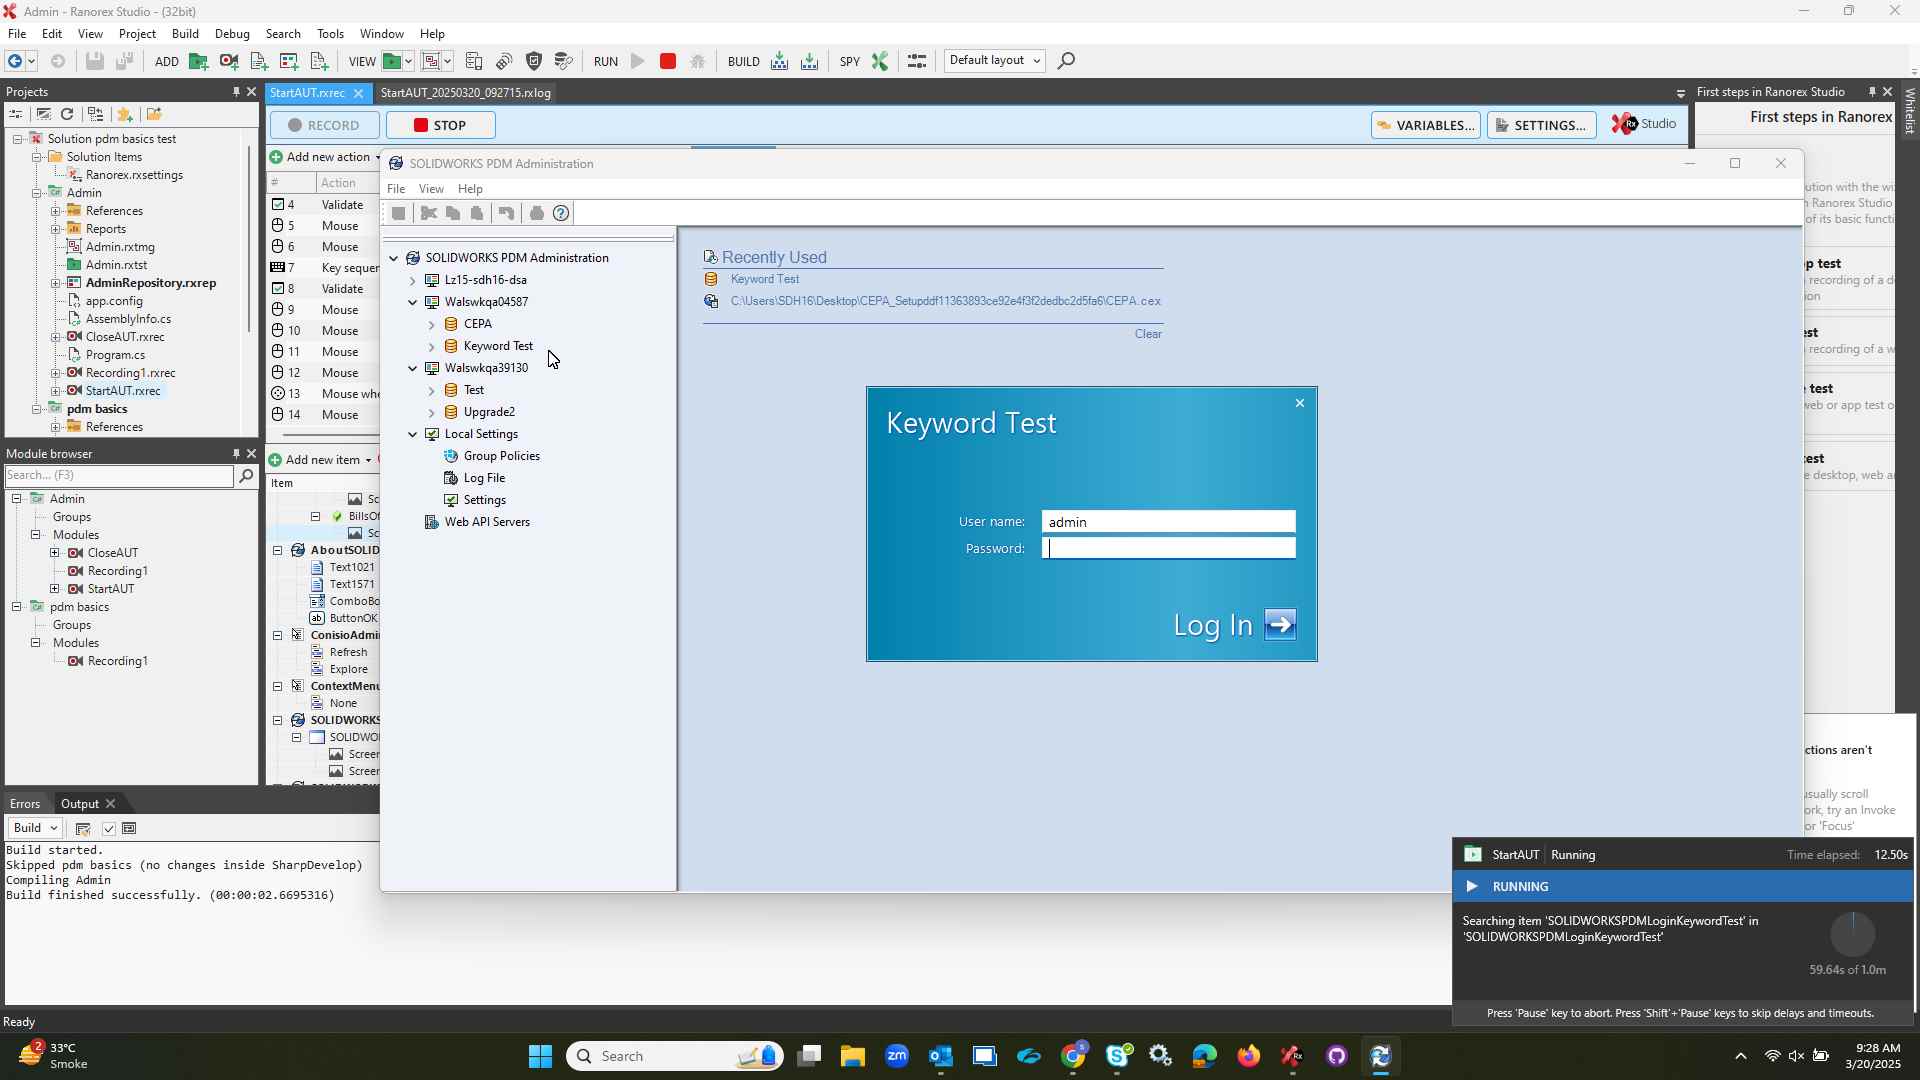 Admin - Ranorex Studio - (32bit)
File Edit View Project Build Debug Search Tools Window Help
ADD VIEW RUN BUILD SPY Default layout
Projects
Solution pdm basics test
Solution Items
Ranorex.rxsettings
Admin
References
Reports
Admin.rxtmg
Admin.rxtst
AdminRepository.rxrep
app.config
AssemblyInfo.cs
CloseAUT.rxrec
Program.cs
Recording1.rxrec
StartAUT.rxrec
pdm basics
References
Module browser
Search... (F3)
Admin
Groups
Modules
CloseAUT
Recording1
StartAUT
pdm basics
Groups
Modules
Recording1
StartAUT.rxrec StartAUT_20250320_092715.rxlog
RECORD STOP VARIABLES... SETTINGS... Rx Studio
Add new action
# Action
4 Validate
5 Mouse
6 Mouse
7 Key sequen
8 Validate
9 Mouse
10 Mouse
11 Mouse
12 Mouse
13 Mouse whe
14 Mouse
Add new item
Item
Sc
BillsOf
Sc
AboutSOLID
Text1021
Text1571
ComboBo
ButtonOK
ConisioAdmi
Refresh
Explore
ContextMenu
None
SOLIDWORKS
SOLIDWO
Screen
Screen
SOLIDWORKS PDM Administration
File View Help
SOLIDWORKS PDM Administration
Lz15-sdh16-dsa
Walswkqa04587
CEPA
Keyword Test
Walswkqa39130
Test
Upgrade2
Local Settings
Group Policies
Log File
Settings
Web API Servers
Recently Used
Keyword Test
C:\Users\SDH16\Desktop\CEPA_Setupddf11363893ce92e4f3f2dedbc2d5fa6\CEPA.cex
Clear
Keyword Test
User name: admin
Password:
Log In
First steps in Ranorex Studio
Whitelist
First steps in Ranorex
ution with the wi
n Ranorex Studio
of its basic functi
p test
recording of a d
on
est
recording of a w
e test
web or app test o
test
e desktop, web a
ctions aren't
usually scroll
ork, try an Invoke
or 'Focus'
Errors Output
Build
Build started.
Skipped pdm basics (no changes inside SharpDevelop)
Compiling Admin
Build finished successfully. (00:00:02.6695316)
StartAUT Running Time elapsed: 12.50s
RUNNING
Searching item 'SOLIDWORKSPDMLoginKeywordTest' in
'SOLIDWORKSPDMLoginKeywordTest'
59.64s of 1.0m
Press 'Pause' key to abort. Press 'Shift'+'Pause' keys to skip delays and timeouts.
Ready
2
33°C
Smoke
Search
zm
9:28 AM
3/20/2025